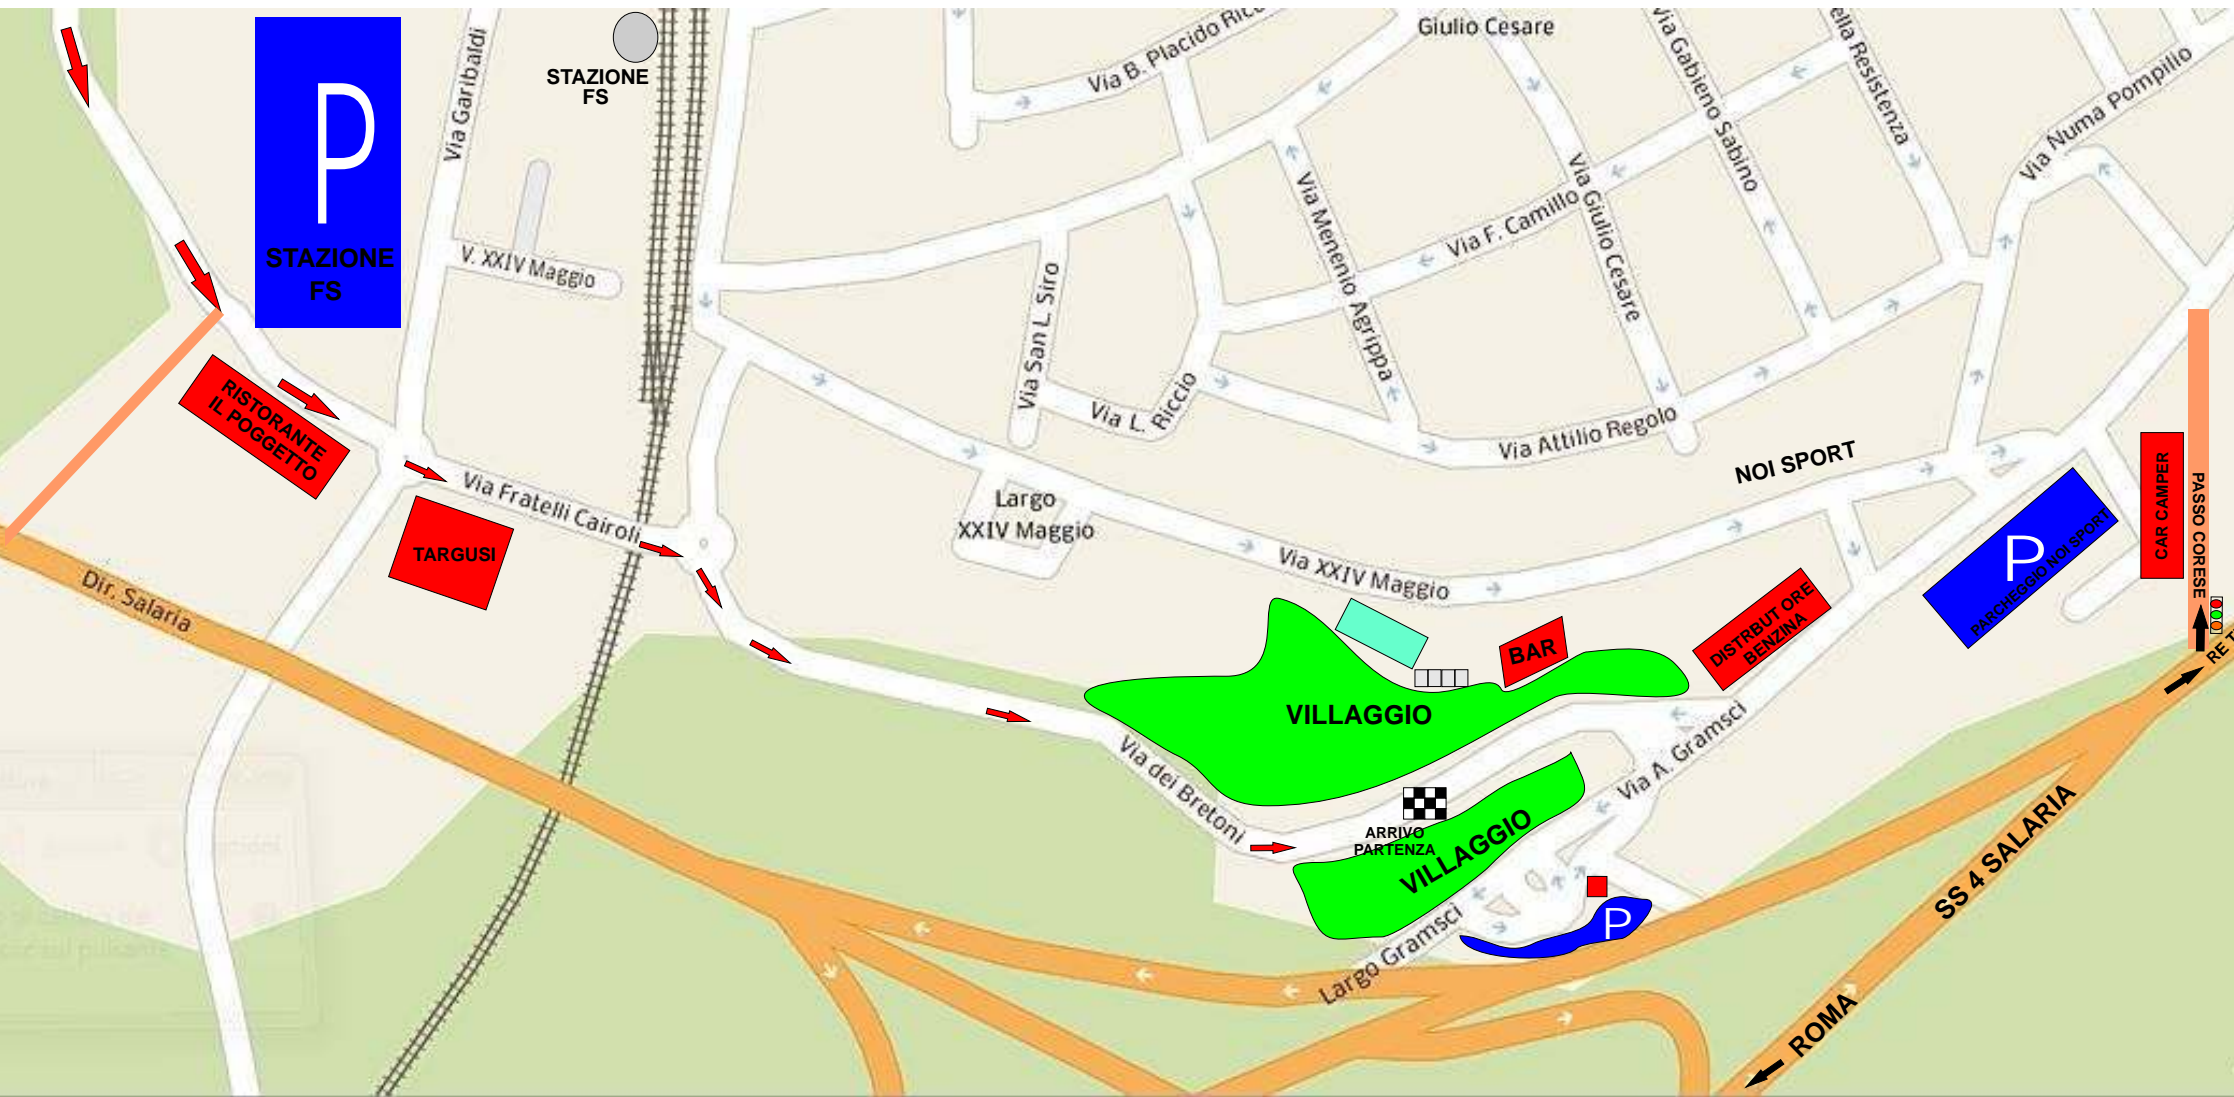 Giulio Cesare
Via B. Placido
Via Gabieno Sabino
ella Resistenza
Via Numa Pompilio
Via Garibaldi
STAZIONE
FS
P
STAZIONE
FS
V. XXIV Maggio
Via San L. Siro
Via Menenio Agrippa
Via F. Camillo
Via Giulio Cesare
Via L. Riccio
Via Attilio Regolo
NOI SPORT
RISTORANTE
IL POGGETTO
TARGUSI
Via Fratelli Cairoli
Largo
XXIV Maggio
Via XXIV Maggio
Dir. Salaria
P
PARCHEGGIO NOI SPORT
CAR CAMPER
PASSO CORESE
DISTRBUT ORE
BENZINA
BAR
VILLAGGIO
Via dei Bretoni
Via A. Gramsci
ARRIVO
PARTENZA
VILLAGGIO
P
Largo Gramsci
SS 4 SALARIA
ROMA